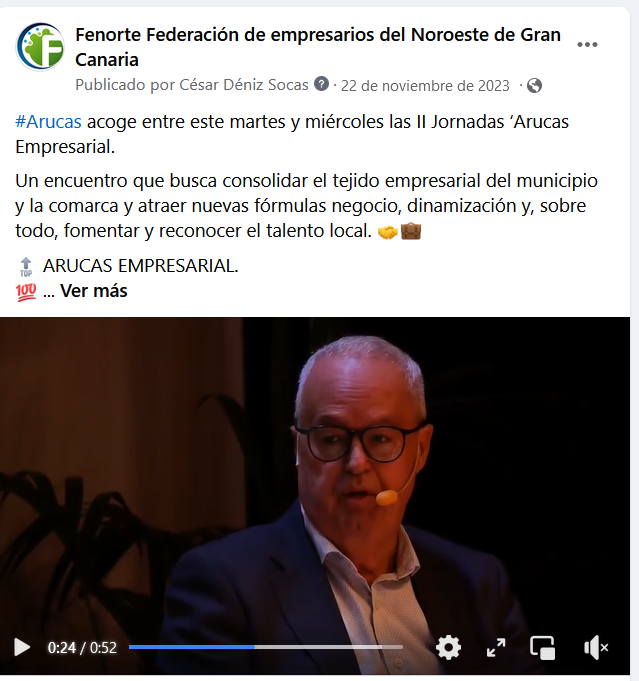 Fenorte Federación de empresarios del Noroeste de Gran
Canaria
Publicado por César Déniz Socas · 22 de noviembre de 2023 ·
#Arucas acoge entre este martes y miércoles las II Jornadas ‘Arucas
Empresarial.
Un encuentro que busca consolidar el tejido empresarial del municipio
y la comarca y atraer nuevas fórmulas negocio, dinamización y, sobre
todo, fomentar y reconocer el talento local. 🤝💼
🔝 ARUCAS EMPRESARIAL.
💯 ... Ver más
0:24 / 0:52